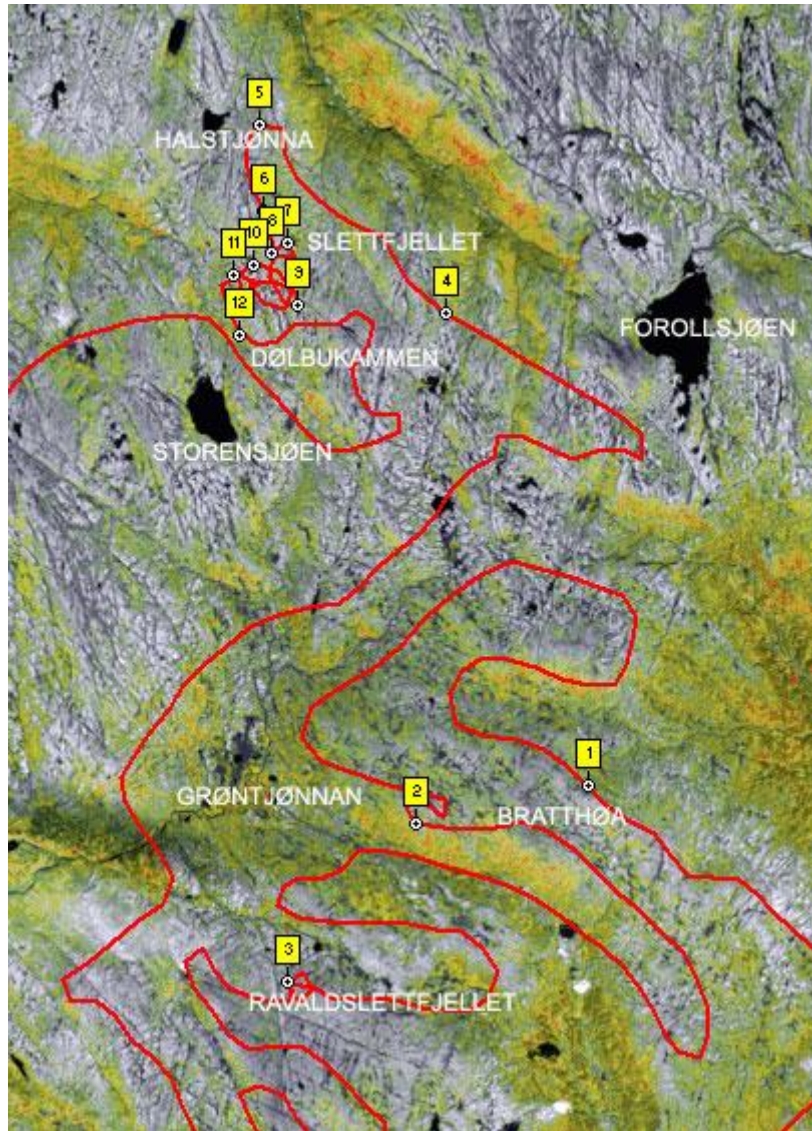 5
HALSTJØNNA
6
7
8
10
11
SLETTFJELLET
9
4
12
FOROLLSJØEN
DØLBUKAMMEN
STORENSJØEN
1
2
GRØNTJØNNAN
BRATTHØA
3
RAVALDSLETTFJELLET